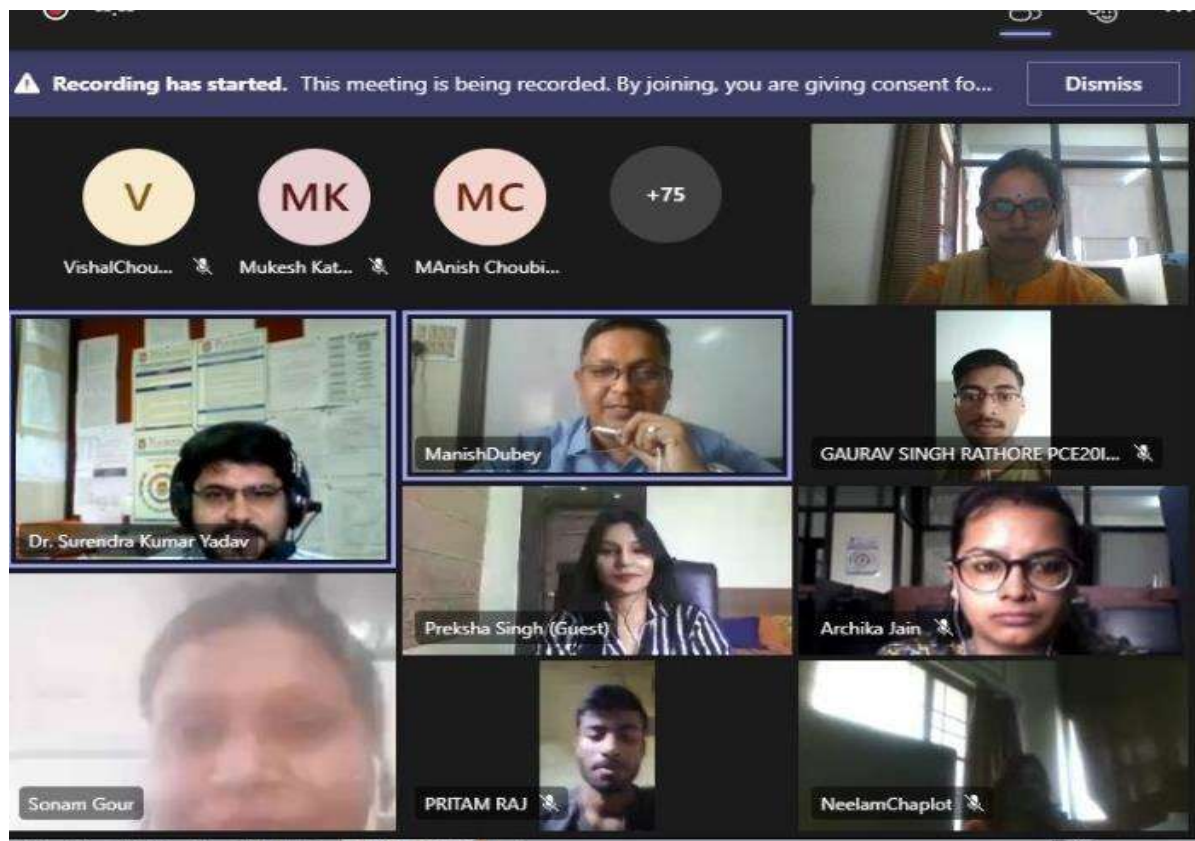 Recording has started. This meeting is being recorded. By joining, you are giving consent fo... Dismiss
V MK MC +75
VishalChou... Mukesh Kat... MAnish Choubi...
ManishDubey
GAURAV SINGH RATHORE PCE20I...
Dr. Surendra Kumar Yadav
Preksha Singh (Guest)
Archika Jain
Sonam Gour
PRITAM RAJ
NeelamChaplot